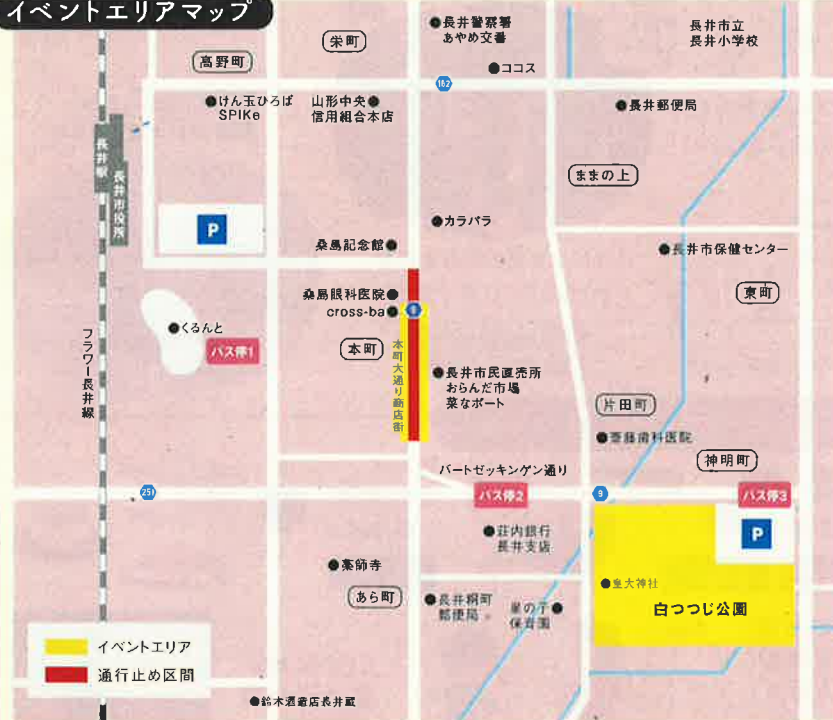 イベントエリアマップ
栄町
高野町
長井警察署
あやめ交番
長井市立
長井小学校
ココス
182
けん玉ひろば
SPIKe
山形中央
信用組合本店
長井郵便局
長井駅
長井市役所
ままの上
P
カラバラ
桑島記念館
長井市保健センター
東町
桑島眼科医院
cross-ba
9
くるんと
バス停1
本町
本町大通り商店街
フラワー長井線
長井市民直売所
おらんだ市場
菜なポート
片田町
斎藤歯科医院
神明町
バートゼッキンゲン通り
251
バス停2
9
バス停3
荘内銀行
長井支店
P
薬師寺
あら町
長井粡町
郵便局
星の子
保育園
皇大神社
白つつじ公園
イベントエリア
通行止め区間
鈴木酒造店長井蔵